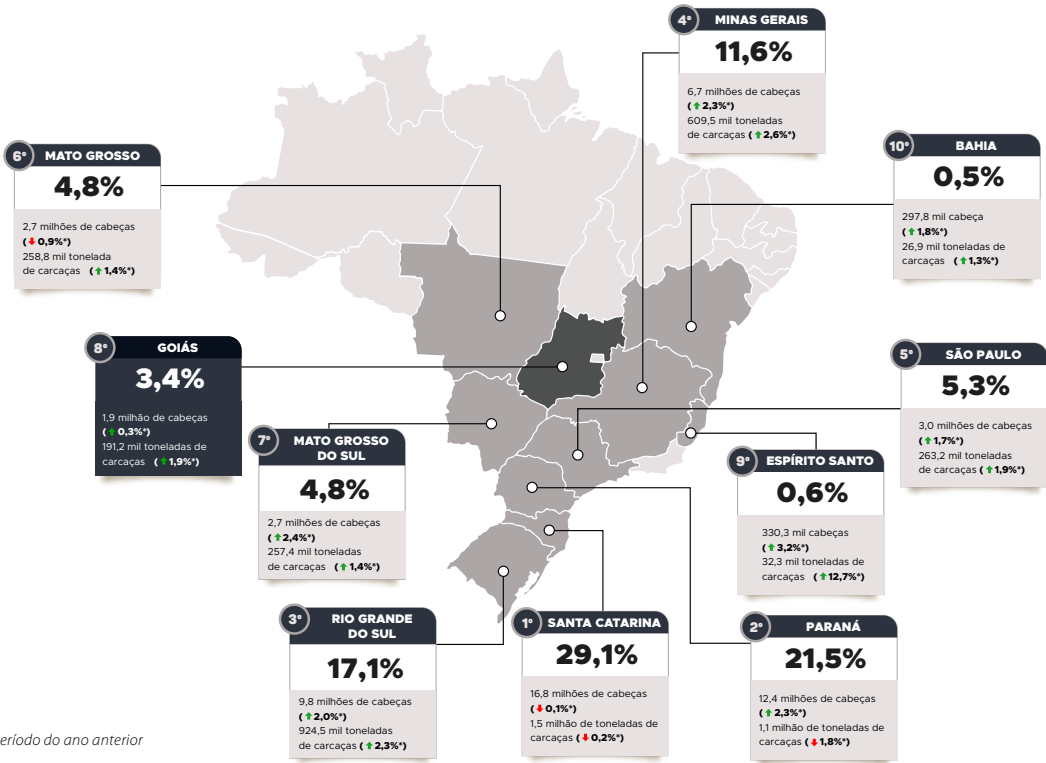 4º MINAS GERAIS
11,6%
6,7 milhões de cabeças
(⬆2,3%*)
609,5 mil toneladas
de carcaças (⬆2,6%*)
6º MATO GROSSO
4,8%
2,7 milhões de cabeças
(⬇0,9%*)
258,8 mil tonelada
de carcaças (⬆1,4%*)
10º BAHIA
0,5%
297,8 mil cabeça
(⬆1,8%*)
26,9 mil toneladas de
carcaças (⬆1,3%*)
8º GOIÁS
3,4%
1,9 milhão de cabeças
(⬆0,3%*)
191,2 mil toneladas de
carcaças (⬆1,9%*)
5º SÃO PAULO
5,3%
3,0 milhões de cabeças
(⬆1,7%*)
263,2 mil toneladas
de carcaças (⬆1,9%*)
7º MATO GROSSO
DO SUL
4,8%
2,7 milhões de cabeças
(⬆2,4%*)
257,4 mil toneladas
de carcaças (⬆1,4%*)
9º ESPÍRITO SANTO
0,6%
330,3 mil cabeças
(⬆3,2%*)
32,3 mil toneladas de
carcaças (⬆12,7%*)
3º RIO GRANDE
DO SUL
17,1%
9,8 milhões de cabeças
(⬆2,0%*)
924,5 mil toneladas
de carcaças (⬆2,3%*)
1º SANTA CATARINA
29,1%
16,8 milhões de cabeças
(⬇0,1%*)
1,5 milhão de toneladas de
carcaças (⬇0,2%*)
2º PARANÁ
21,5%
12,4 milhões de cabeças
(⬆2,3%*)
1,1 milhão de toneladas de
carcaças (⬇1,8%*)
eríodo do ano anterior